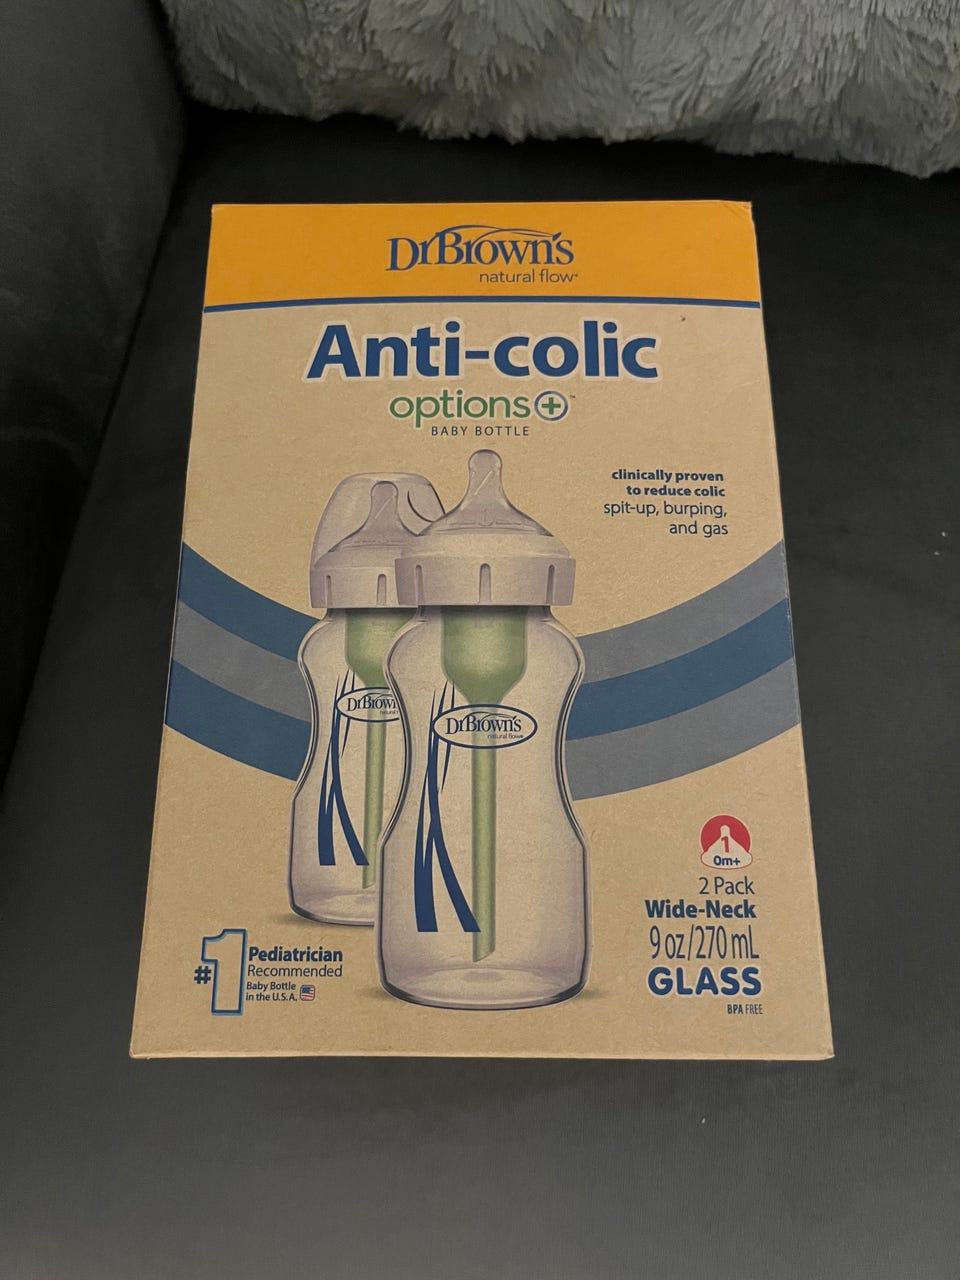 Dr Brown's
natural flow®
Anti-colic
options+™
BABY BOTTLE
clinically proven
to reduce colic
spit-up, burping,
and gas
Dr Brown's
natural flow®
Dr Brown
natural
1
0m+
2 Pack
Wide-Neck
9 oz/270 mL
GLASS
BPA FREE
#1
Pediatrician
Recommended
Baby Bottle
in the U.S.A.